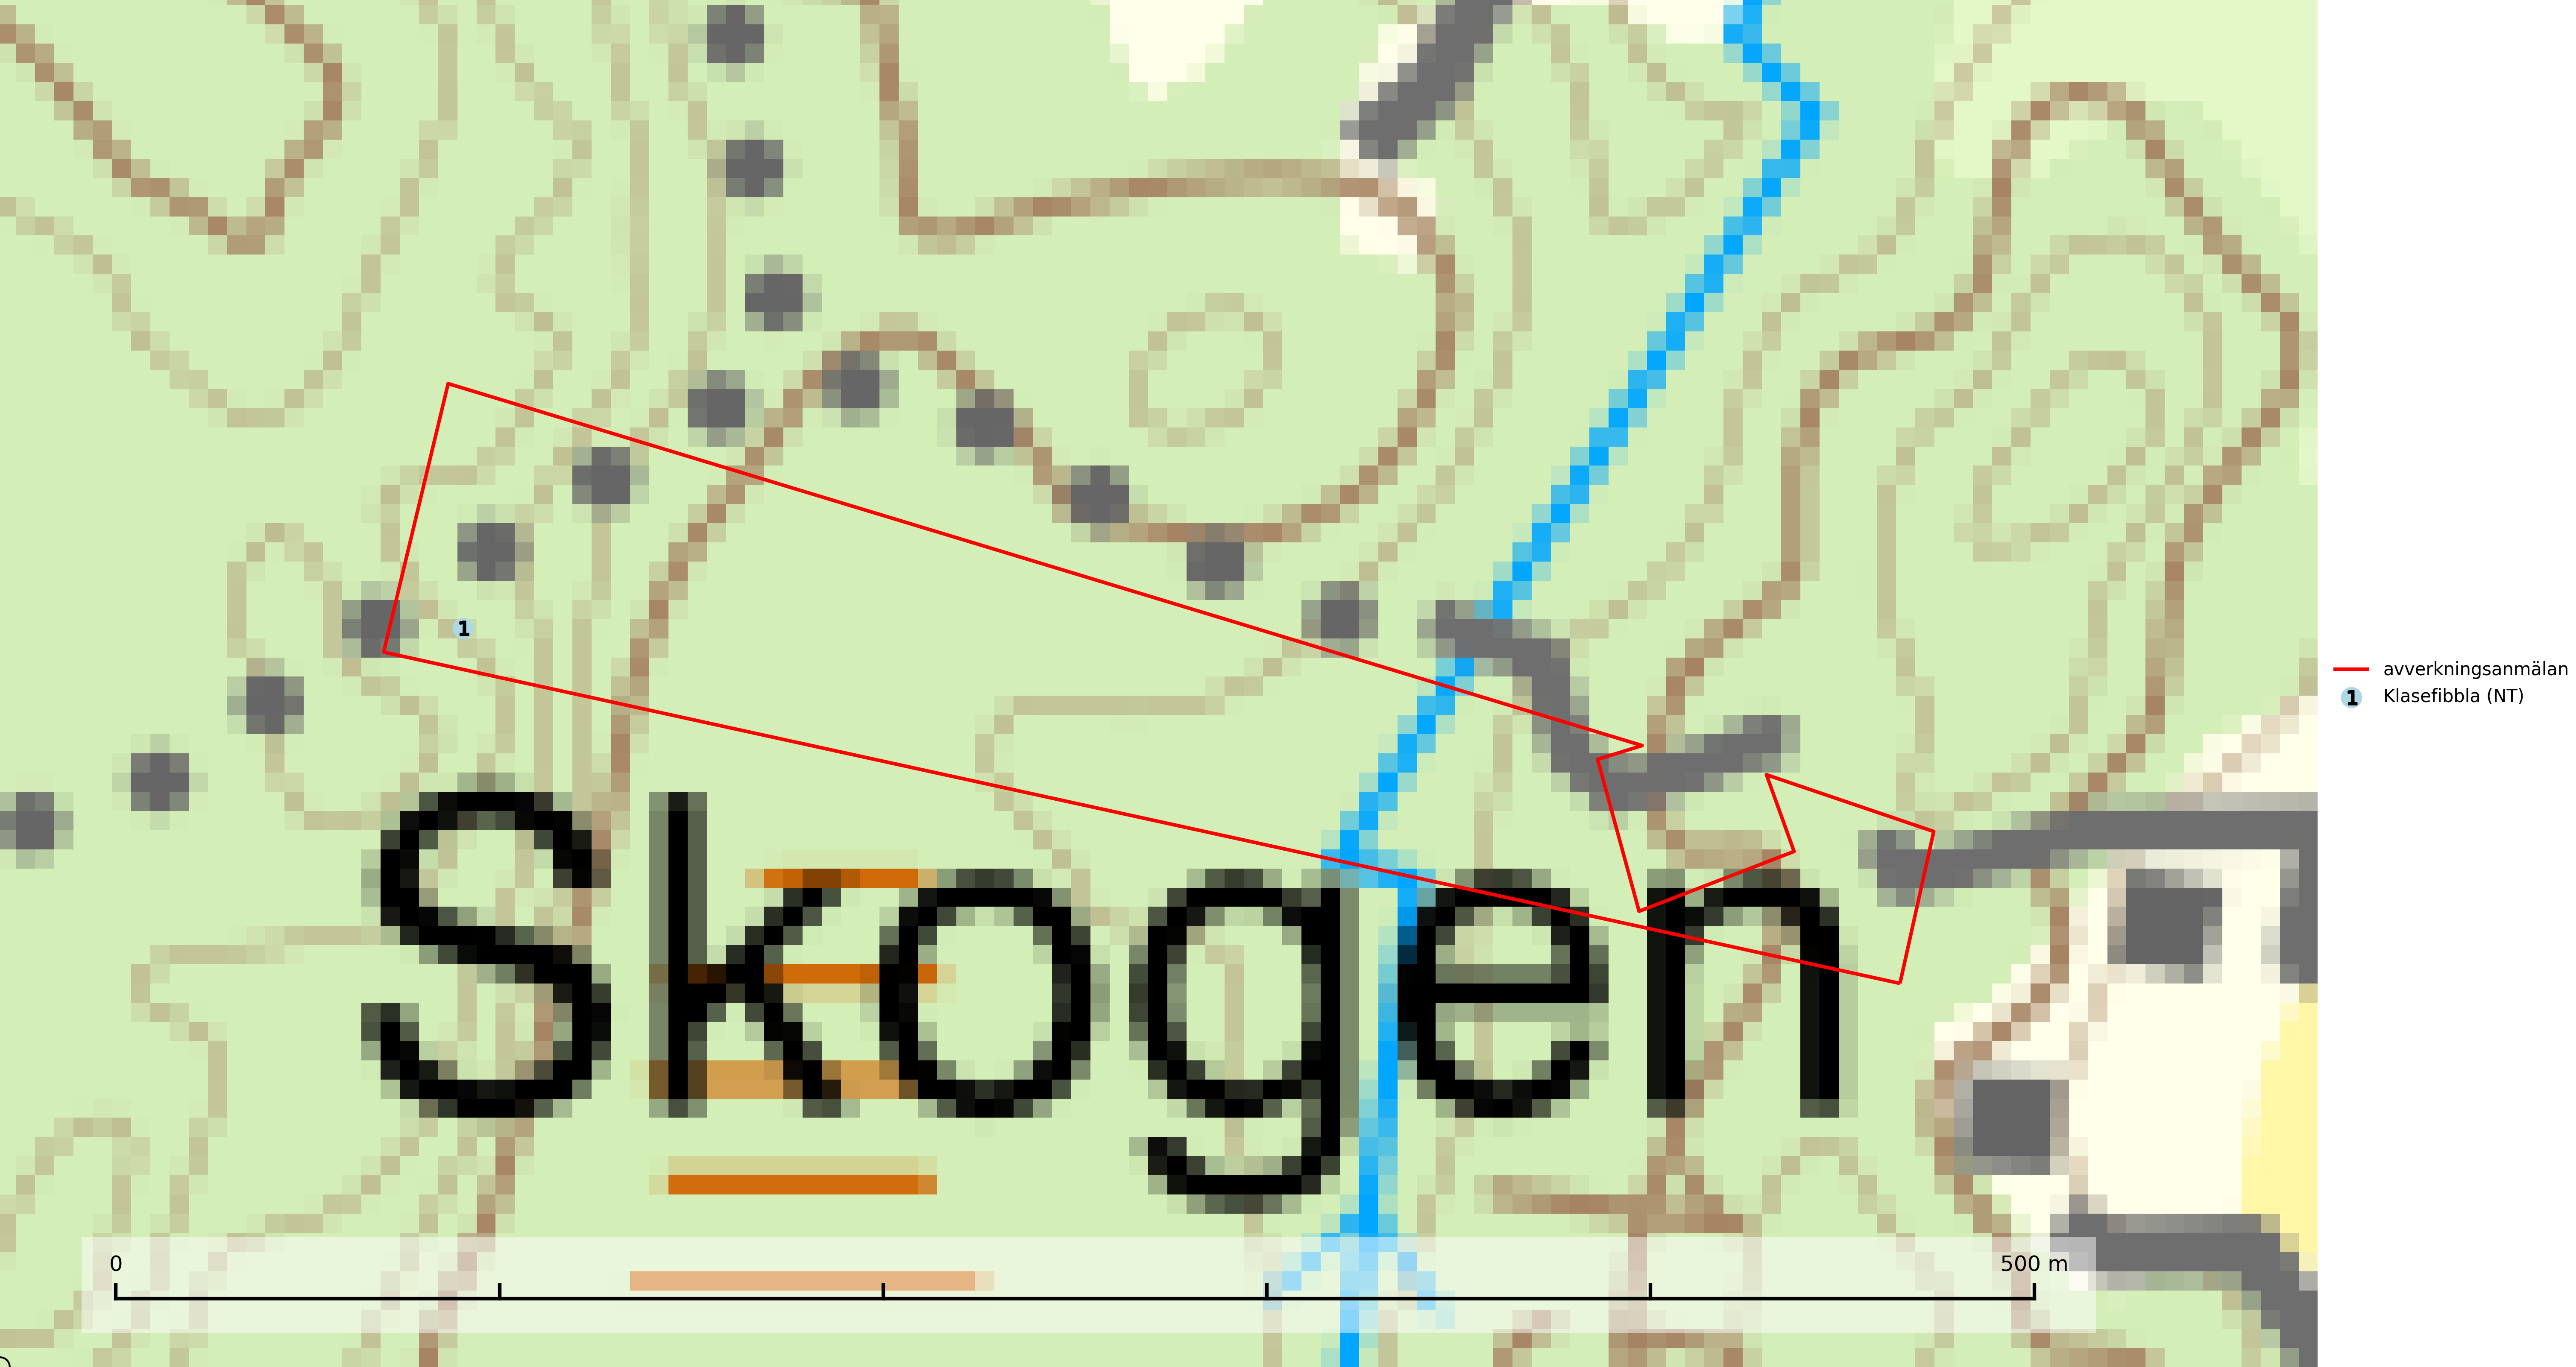 1
Skogen
0
500 m
avverkningsanmälan
1 Klasefibbla (NT)